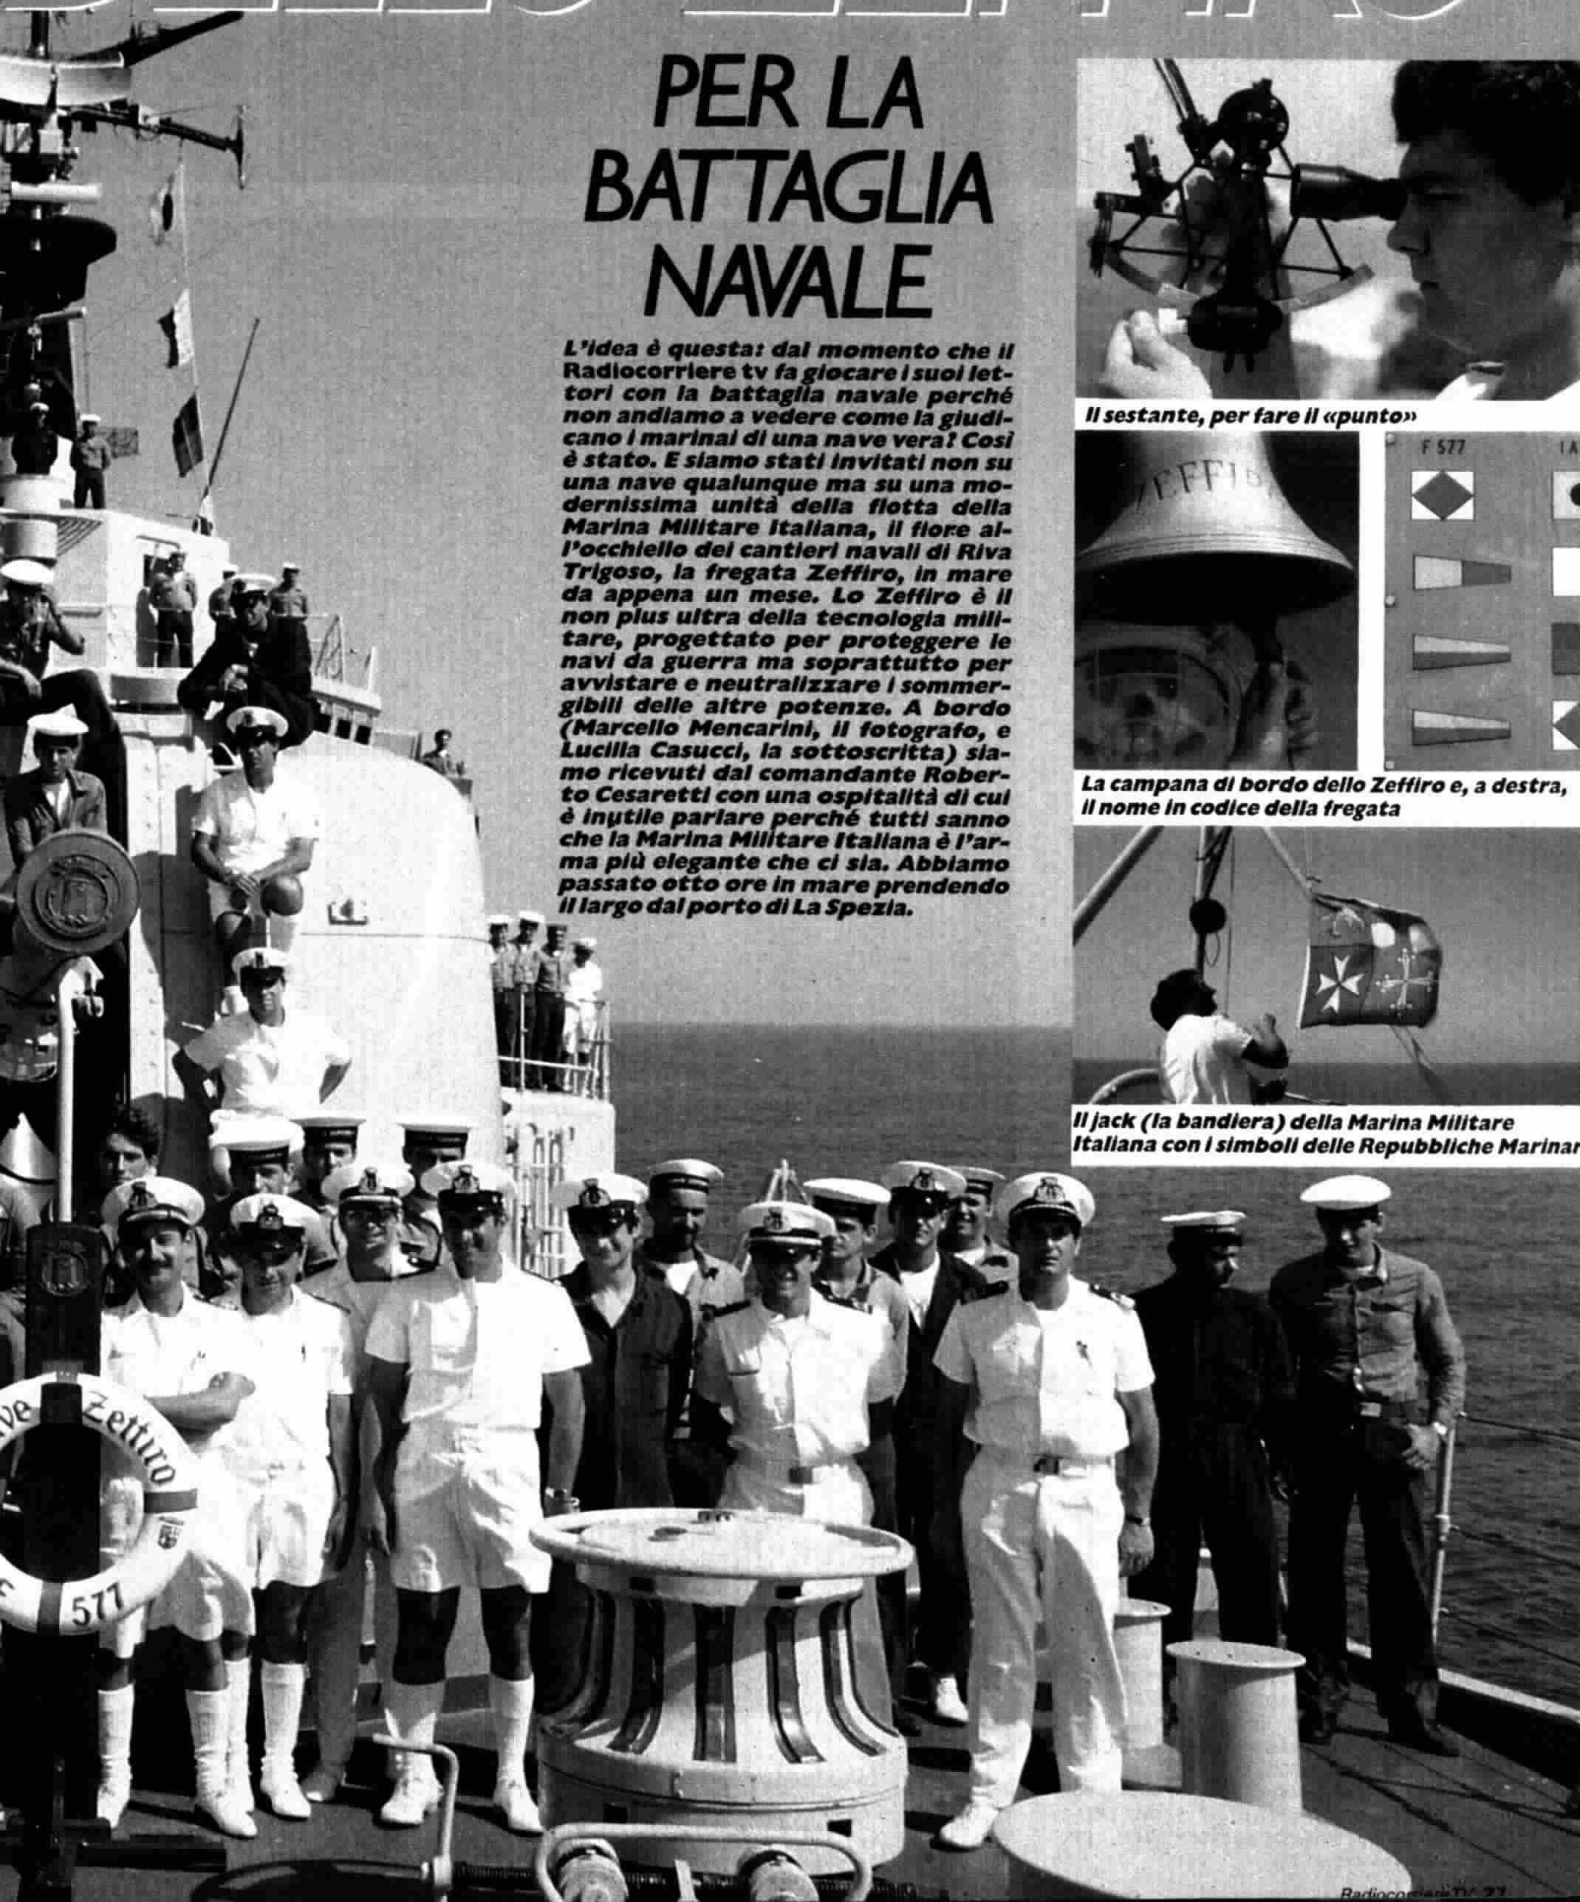 DELLO ZEFFIRO
PER LA
BATTAGLIA
NAVALE
L'idea è questa: dal momento che il
Radiocorriere tv fa giocare i suoi let-
tori con la battaglia navale perché
non andiamo a vedere come la giudi-
cano i marinai di una nave vera? Così
è stato. E siamo stati invitati non su
una nave qualunque ma su una mo-
dernissima unità della flotta della
Marina Militare Italiana, il fiore al-
l'occhiello dei cantieri navali di Riva
Trigoso, la fregata Zeffiro, in mare
da appena un mese. Lo Zeffiro è il
non plus ultra della tecnologia mili-
tare, progettato per proteggere le
navi da guerra ma soprattutto per
avvistare e neutralizzare i sommer-
gibili delle altre potenze. A bordo
(Marcello Mencarini, il fotografo, e
Lucilla Casucci, la sottoscritta) sia-
mo ricevuti dal comandante Rober-
to Cesaretti con una ospitalità di cui
è inutile parlare perché tutti sanno
che la Marina Militare Italiana è l'ar-
ma più elegante che ci sia. Abbiamo
passato otto ore in mare prendendo
il largo dal porto di La Spezia.
Il sestante, per fare il «punto»
ZEFFIR
F 577
IA
La campana di bordo dello Zeffiro e, a destra,
il nome in codice della fregata
Il jack (la bandiera) della Marina Militare
Italiana con i simboli delle Repubbliche Marinar
ve Zeffiro
F 577
Radiocorriere TV 27